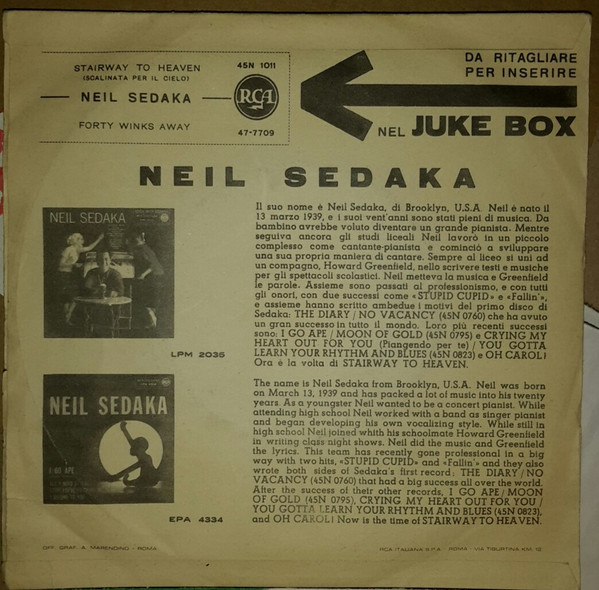 STAIRWAY TO HEAVEN
(SCALINATA PER IL CIELO)
NEIL SEDAKA
FORTY WINKS AWAY
45N 1011
RCA
47-7709
DA RITAGLIARE
PER INSERIRE
NEL JUKE BOX
NEIL SEDAKA
NEIL SEDAKA
LPM 2035
NEIL SEDAKA
I GO APE
EPA 4334
Il suo nome è Neil Sedaka, di Brooklyn, U.S.A. Neil è nato il
13 marzo 1939, e i suoi vent'anni sono stati pieni di musica. Da
bambino avrebbe voluto diventare un grande pianista. Mentre
seguiva ancora gli studi liceali Neil lavorò in un piccolo
complesso come cantante-pianista e cominciò a sviluppare
una sua propria maniera di cantare. Sempre al liceo si unì ad
un compagno, Howard Greenfield, nello scrivere testi e musiche
per gli spettacoli scolastici. Neil metteva la musica e Greenfield
le parole. Assieme sono passati al professionismo, e con tutti
gli onori, con due successi come «STUPID CUPID» e «Fallin'»,
e assieme hanno scritto ambedue i motivi del primo disco di
Sedaka: THE DIARY / NO VACANCY (45N 0760) che ha avuto
un gran successo in tutto il mondo. Loro più recenti successi
sono: I GO APE / MOON OF GOLD (45N 0795) e CRYING MY
HEART OUT FOR YOU (Piangendo per te) / YOU GOTTA
LEARN YOUR RHYTHM AND BLUES (45N 0823) e OH CAROL!
Ora è la volta di STAIRWAY TO HEAVEN.
The name is Neil Sedaka from Brooklyn, U.S.A. Neil was born
on March 13, 1939 and has packed a lot of music into his twenty
years. As a youngster Neil wanted to be a concert pianist. While
attending high school Neil worked with a band as singer pianist
and began developing his own vocalizing style. While still in
high school Neil joined whith his schoolmate Howard Greenfield
in writing class night shows. Neil did the music and Greenfield
the lyrics. This team has recently gone professional in a big
way with two hits, «STUPID CUPID» and «Fallin'» and they also
wrote both sides of Sedaka's first record: THE DIARY / NO
VACANCY (45N 0760) that had a big success all over the world.
After the success of their other records, I GO APE / MOON
OF GOLD (45N 0795), CRYING MY HEART OUT FOR YOU /
YOU GOTTA LEARN YOUR RHYTHM AND BLUES (45N 0823),
and OH CAROL! Now is the time of STAIRWAY TO HEAVEN.
OFF. GRAF. A. MARENDINO - ROMA
RCA ITALIANA S.P.A. - ROMA - VIA TIBURTINA KM. 12